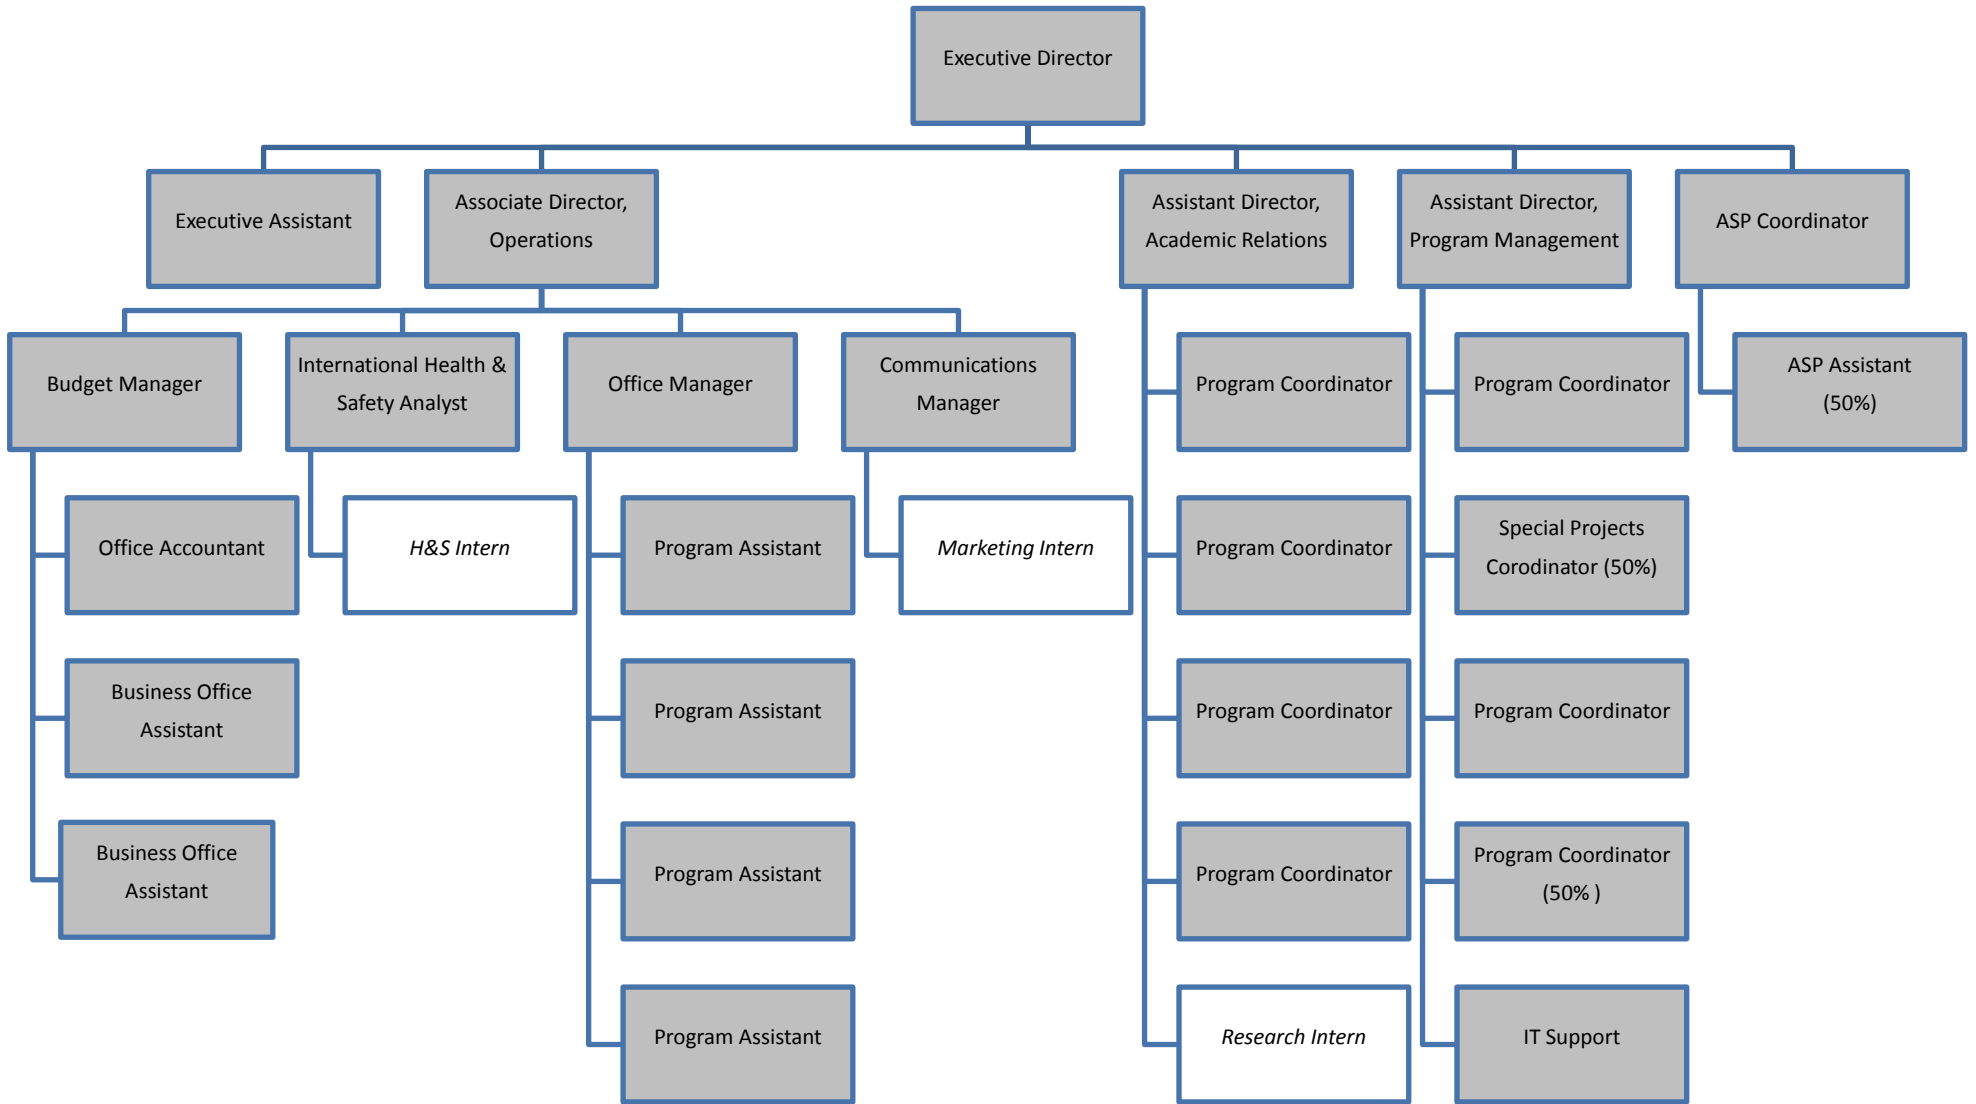 Executive Director
Executive Assistant
Associate Director,
Operations
Assistant Director,
Academic Relations
Assistant Director,
Program Management
ASP Coordinator
Budget Manager
International Health &
Safety Analyst
Office Manager
Communications
Manager
Program Coordinator
Program Coordinator
ASP Assistant
(50%)
Office Accountant
H&S Intern
Program Assistant
Marketing Intern
Program Coordinator
Special Projects
Corodinator (50%)
Business Office
Assistant
Program Assistant
Program Coordinator
Program Coordinator
Business Office
Assistant
Program Assistant
Program Coordinator
Program Coordinator
(50% )
Program Assistant
Research Intern
IT Support